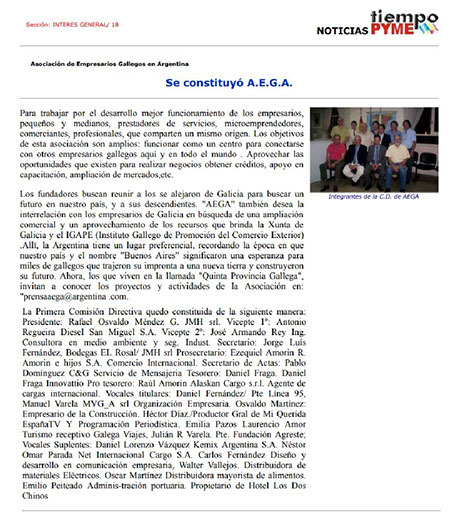 Sección: INTERES GENERAL/ 18
NOTICIAS tiempo PYME
Asociación de Empresarios Gallegos en Argentina
Se constituyó A.E.G.A.
Para trabajar por el desarrollo mejor funcionamiento de los empresarios,
pequeños y medianos, prestadores de servicios, microemprendedores,
comerciantes, profesionales, que comparten un mismo origen. Los objetivos
de esta asociación son amplios: funcionar como un centro para conectarse
con otros empresarios gallegos aquí y en todo el mundo . Aprovechar las
oportunidades que existen para realizar negocios obtener créditos, apoyo en
capacitación, ampliación de mercados,etc.
Integrantes de la C.D. de AEGA
Los fundadores buscan reunir a los se alejaron de Galicia para buscar un
futuro en nuestro país, y a sus descendientes. "AEGA" también desea la
interrelación con los empresarios de Galicia en búsqueda de una ampliación
comercial y un aprovechamiento de los recursos que brinda la Xunta de
Galicia y el IGAPE (Instituto Gallego de Promoción del Comercio Exterior)
.Allí, la Argentina tiene un lugar preferencial, recordando la época en que
nuestro país y el nombre "Buenos Aires" significaron una esperanza para
miles de gallegos que trajeron su impronta a una nueva tierra y construyeron
su futuro. Ahora, los que viven en la llamada "Quinta Provincia Gallega",
invitan a conocer los proyectos y actividades de la Asociación en:
"prensaaega@argentina .com.
La Primera Comisión Directiva quedo constituida de la siguiente manera:
Presidente: Rafael Osvaldo Méndez G. JMH srl. Vicepte 1º: Antonio
Regueira Diesel San Miguel S.A. Vicepte 2º: José Armando Rey Ing.
Consultora en medio ambiente y seg. Indust. Secretario: Jorge Luis
Fernández, Bodegas EL Rosal/ JMH srl Prosecretario: Ezequiel Amorin R.
Amorin e hijos S.A. Comercio Internacional. Secretario de Actas: Pablo
Dominguez C&G Servicio de Mensajería Tesorero: Daniel Fraga. Daniel
Fraga Innovattio Pro tesorero: Raúl Amorin Alaskan Cargo s.r.l. Agente de
cargas internacional. Vocales titulares: Daniel Fernández/ Pte Línea 95,
Manuel Varela MVG_A srl Organización Empresaria. Osvaldo Martínez:
Empresario de la Construcción. Héctor Díaz./Productor Gral de Mi Querida
EspañaTV Y Programación Periodística. Emilia Pazos Laurencio Amor
Turismo receptivo Galega Viajes, Julián R Varela. Pte. Fundación Agreste;
Vocales Suplentes: Daniel Lorenzo Vázquez Kemix Argentina S.A. Néstor
Omar Parada Net Internacional Cargo S.A. Carlos Fernández Diseño y
desarrollo en comunicación empresaria, Walter Vallejos. Distribuidora de
materiales Eléctricos. Oscar Martínez Distribuidora mayorista de alimentos.
Emilio Peiteado Adminis-tración portuaria. Propietario de Hotel Los Dos
Chinos